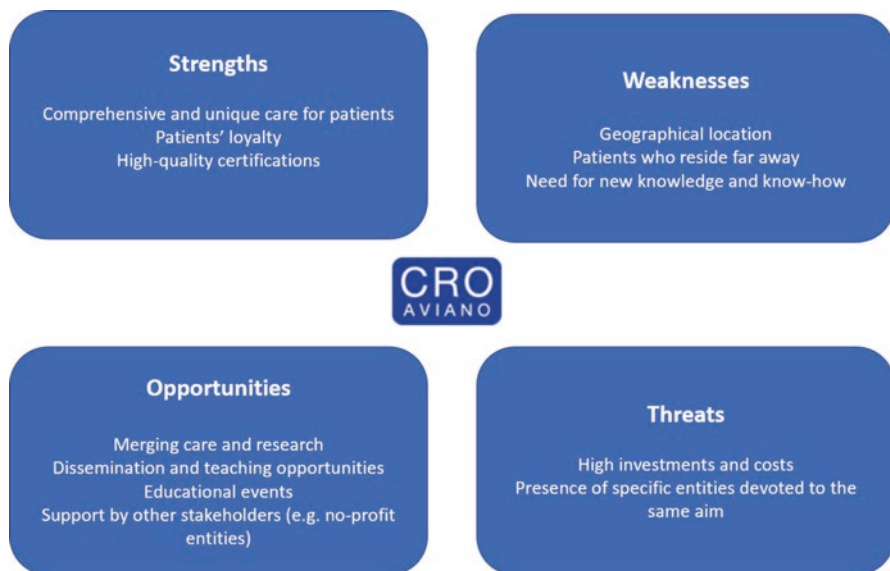 Strengths
Comprehensive and unique care for patients
Patients’ loyalty
High-quality certifications
Weaknesses
Geographical location
Patients who reside far away
Need for new knowledge and know-how
CRO
AVIANO
Opportunities
Merging care and research
Dissemination and teaching opportunities
Educational events
Support by other stakeholders (e.g. no-profit
entities)
Threats
High investments and costs
Presence of specific entities devoted to the
same aim